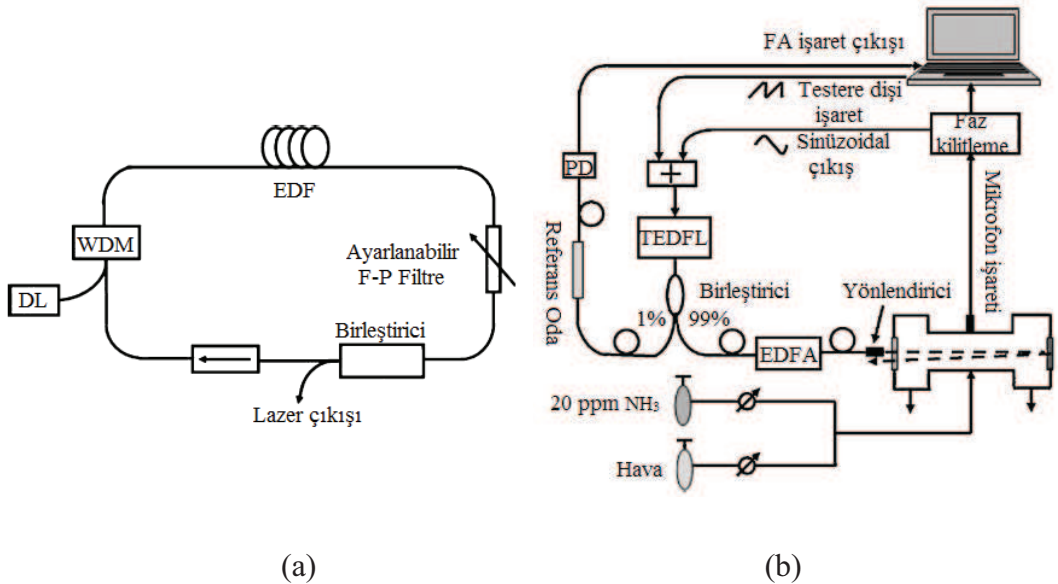 EDF
WDM
DL
Ayarlanabilir
F-P Filtre
Birleştirici
Lazer çıkışı
(a)
FA işaret çıkışı
Testere dişi
işaret
Sinüzoidal
çıkış
Faz
kilitleme
PD
+
TEDFL
Mikrofon işareti
Referans Oda
Birleştirici
1% 99%
Yönlendirici
EDFA
20 ppm NH₃
Hava
(b)